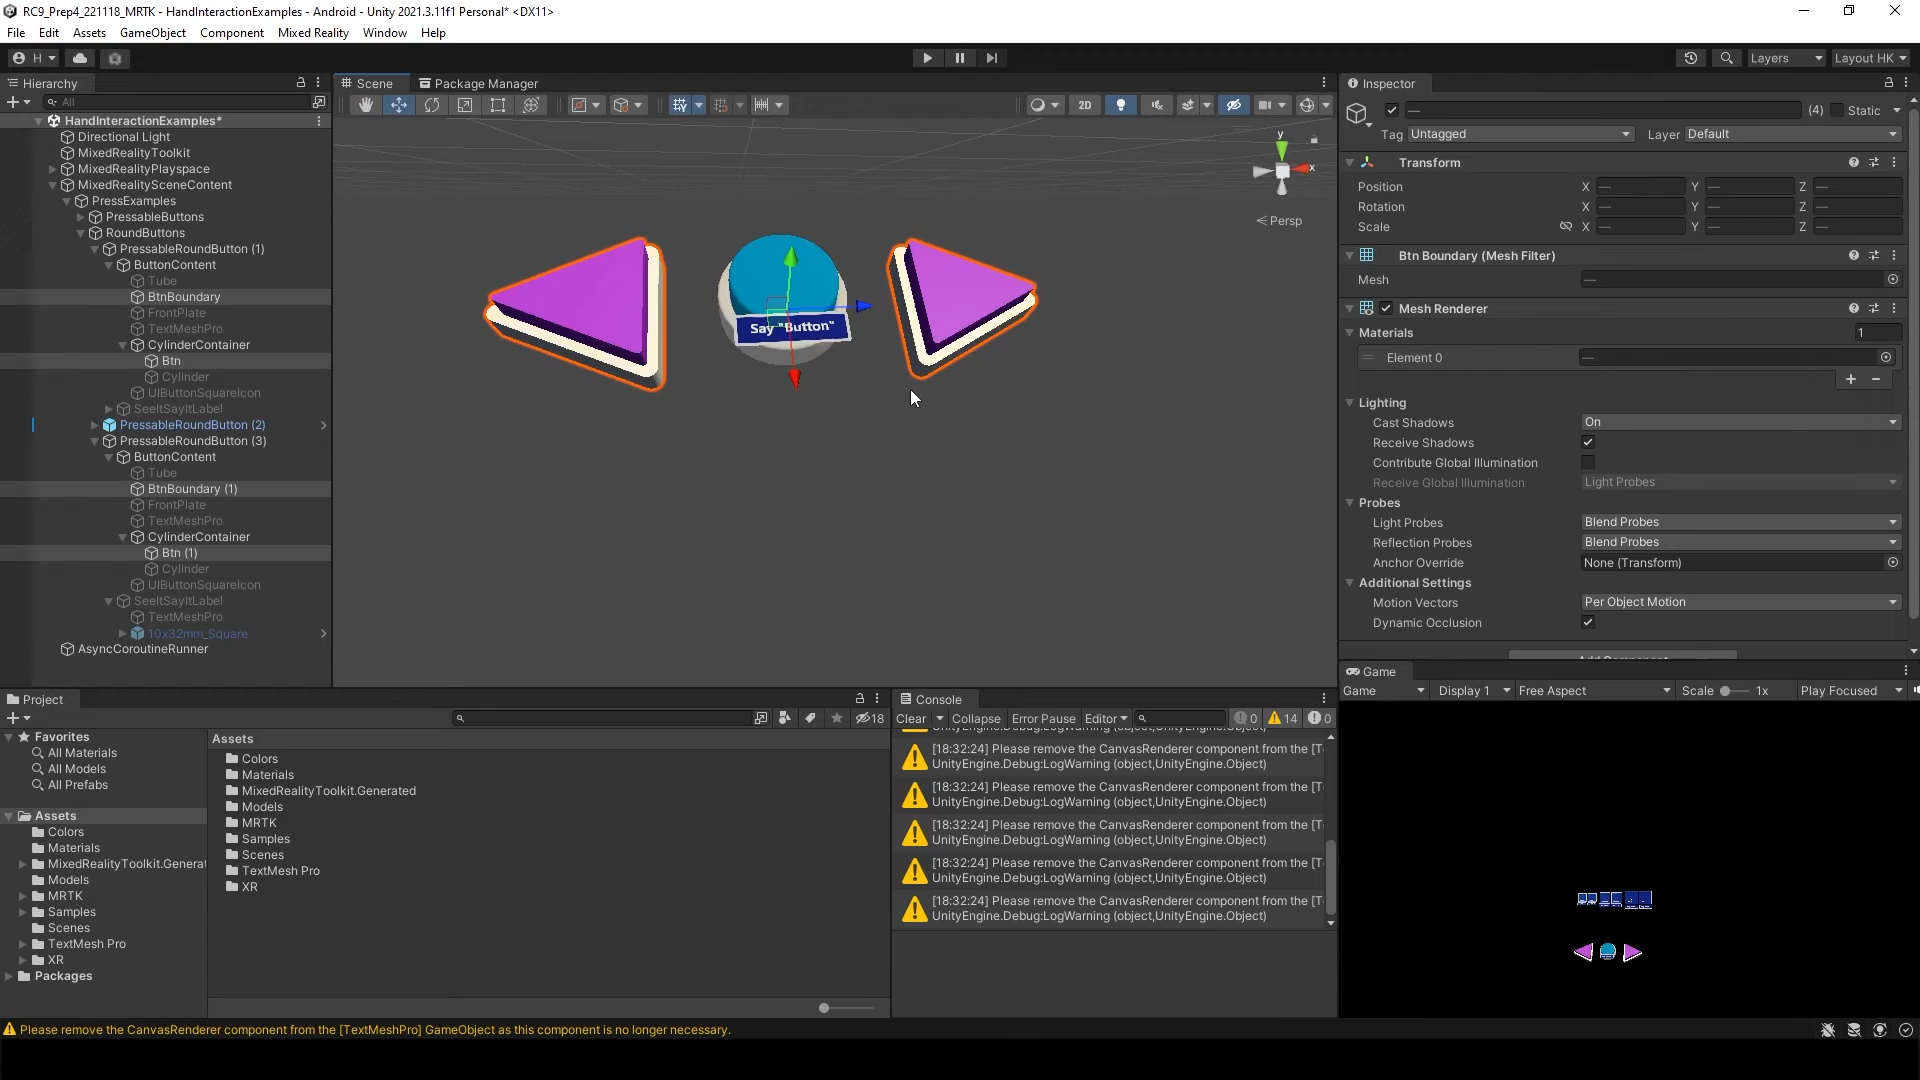 RC9_Prep4_221118_MRTK - HandInteractionExamples - Android - Unity 2021.3.11f1 Personal* <DX11>
File Edit Assets GameObject Component Mixed Reality Window Help
H Layers Layout HK
Hierarchy
All
HandInteractionExamples*
Directional Light
MixedRealityToolkit
MixedRealityPlayspace
MixedRealitySceneContent
PressExamples
PressableButtons
RoundButtons
PressableRoundButton (1)
ButtonContent
Tube
BtnBoundary
FrontPlate
TextMeshPro
CylinderContainer
Btn
Cylinder
UIButtonSquareIcon
SeeItSayItLabel
PressableRoundButton (2)
PressableRoundButton (3)
ButtonContent
Tube
BtnBoundary (1)
FrontPlate
TextMeshPro
CylinderContainer
Btn (1)
Cylinder
UIButtonSquareIcon
SeeItSayItLabel
TextMeshPro
10x32mm_Square
AsyncCoroutineRunner
Scene Package Manager
2D
y
x
< Persp
Say "Button"
Inspector
— (4) Static
Tag Untagged Layer Default
Transform
Position X — Y — Z —
Rotation X — Y — Z —
Scale X — Y — Z —
Btn Boundary (Mesh Filter)
Mesh —
Mesh Renderer
Materials 1
Element 0 —
+ −
Lighting
Cast Shadows On
Receive Shadows
Contribute Global Illumination
Receive Global Illumination Light Probes
Probes
Light Probes Blend Probes
Reflection Probes Blend Probes
Anchor Override None (Transform)
Additional Settings
Motion Vectors Per Object Motion
Dynamic Occlusion
Game
Game Display 1 Free Aspect Scale 1x Play Focused
Project
18
Favorites
All Materials
All Models
All Prefabs
Assets
Colors
Materials
MixedRealityToolkit.Generat
Models
MRTK
Samples
Scenes
TextMesh Pro
XR
Packages
Assets
Colors
Materials
MixedRealityToolkit.Generated
Models
MRTK
Samples
Scenes
TextMesh Pro
XR
Console
Clear Collapse Error Pause Editor 0 14 0
UnityEngine.Debug:LogWarning (object,UnityEngine.Object)
[18:32:24] Please remove the CanvasRenderer component from the [T
UnityEngine.Debug:LogWarning (object,UnityEngine.Object)
[18:32:24] Please remove the CanvasRenderer component from the [T
UnityEngine.Debug:LogWarning (object,UnityEngine.Object)
[18:32:24] Please remove the CanvasRenderer component from the [T
UnityEngine.Debug:LogWarning (object,UnityEngine.Object)
[18:32:24] Please remove the CanvasRenderer component from the [T
UnityEngine.Debug:LogWarning (object,UnityEngine.Object)
[18:32:24] Please remove the CanvasRenderer component from the [T
UnityEngine.Debug:LogWarning (object,UnityEngine.Object)
Please remove the CanvasRenderer component from the [TextMeshPro] GameObject as this component is no longer necessary.